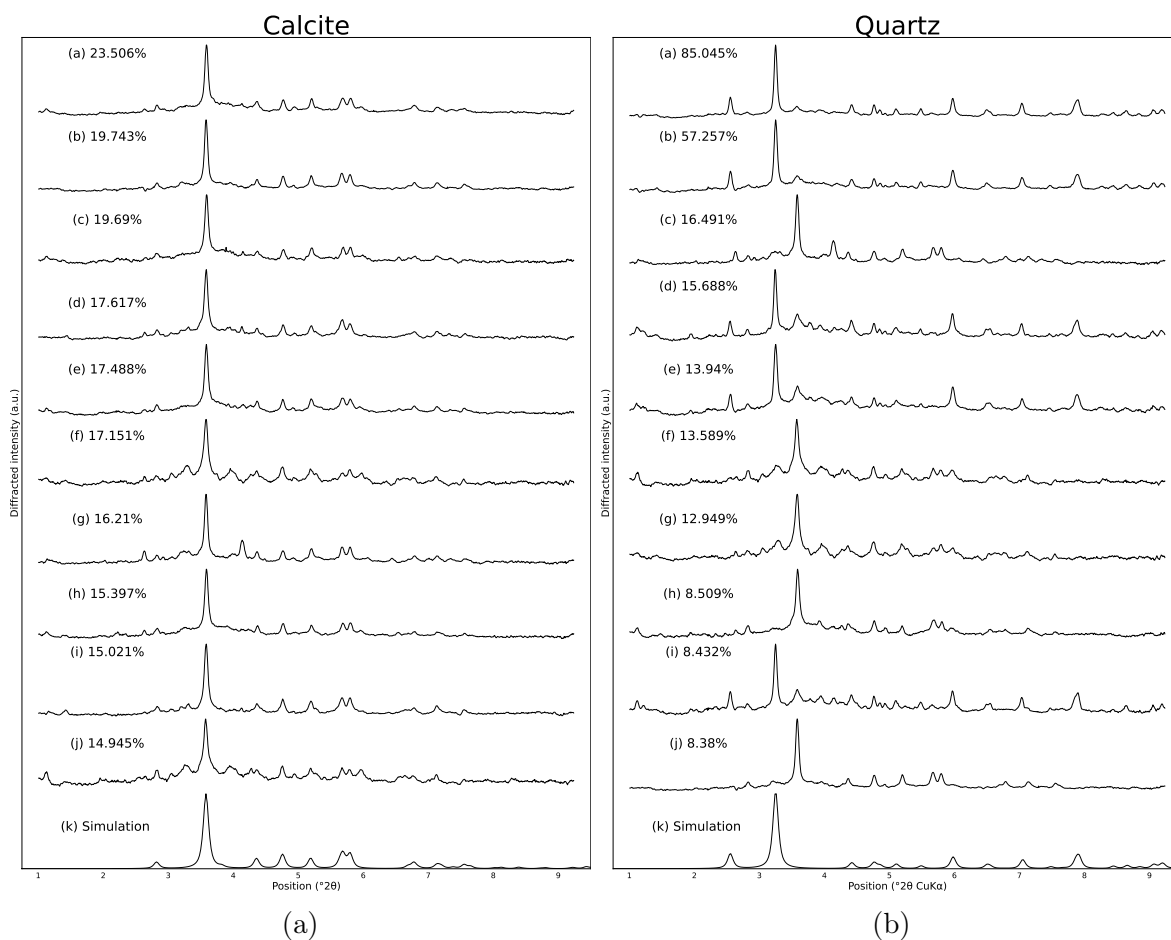 Calcite
(a) 23.506%
(b) 19.743%
(c) 19.69%
(d) 17.617%
(e) 17.488%
(f) 17.151%
(g) 16.21%
(h) 15.397%
(i) 15.021%
(j) 14.945%
(k) Simulation
Diffracted intensity (a.u.)
1 2 3 4 5 6 7 8 9
Position (°2θ)
(a)
Quartz
(a) 85.045%
(b) 57.257%
(c) 16.491%
(d) 15.688%
(e) 13.94%
(f) 13.589%
(g) 12.949%
(h) 8.509%
(i) 8.432%
(j) 8.38%
(k) Simulation
Diffracted intensity (a.u.)
1 2 3 4 5 6 7 8 9
Position (°2θ CuKα)
(b)